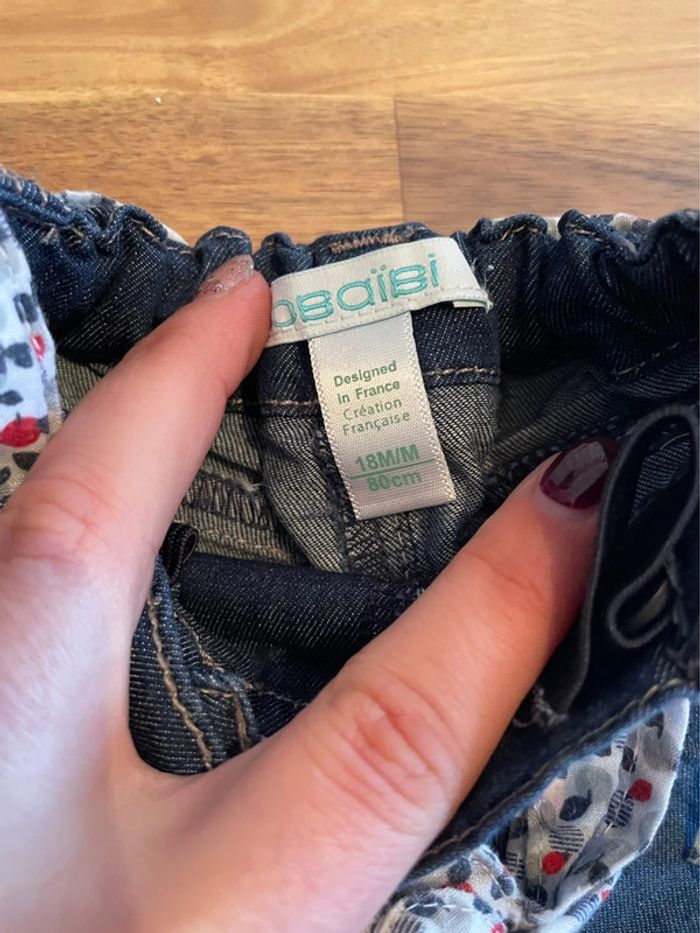 OBAÏBI
Designed
in France
Création
Française
18M/M
80cm